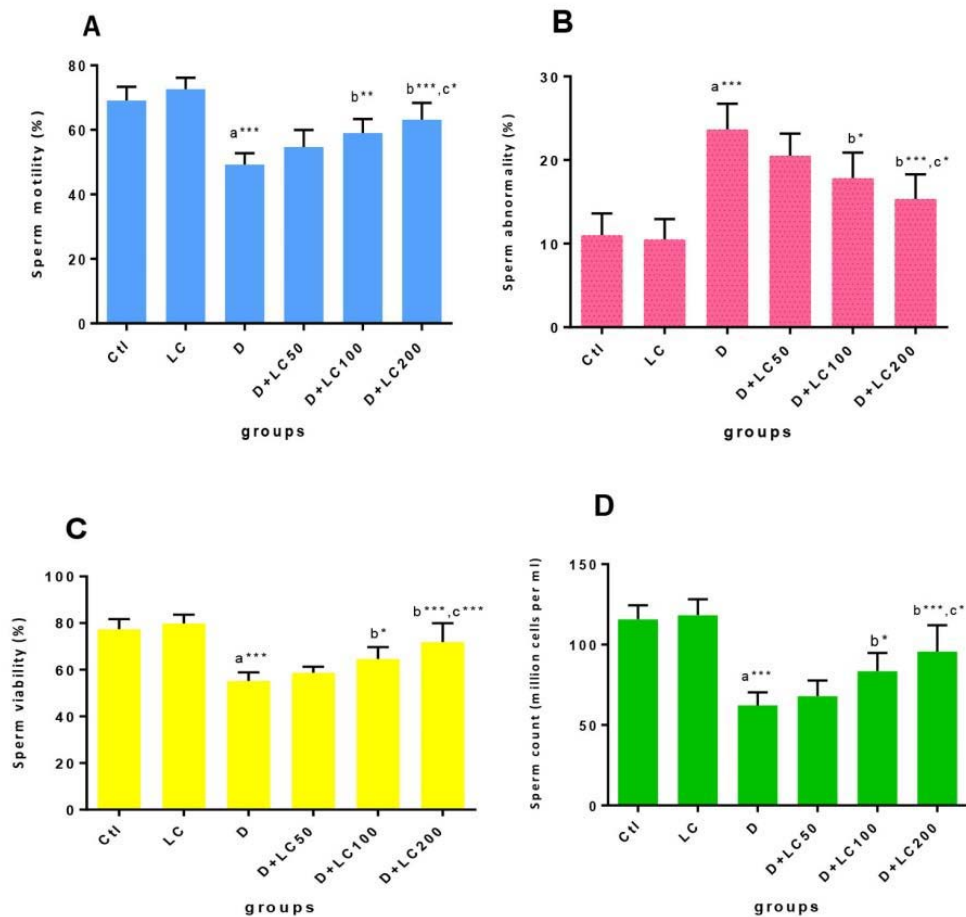 A
Sperm motility (%)
80
60
40
20
0
a***
b**
b***,c*
Ctl
LC
D
D+LC50
D+LC100
D+LC200
groups
B
Sperm abnormality (%)
30
20
10
0
a***
b*
b***,c*
Ctl
LC
D
D+LC50
D+LC100
D+LC200
groups
C
Sperm viability (%)
100
80
60
40
20
0
a***
b*
b***,c***
Ctl
LC
D
D+LC50
D+LC100
D+LC200
groups
D
Sperm count (million cells per ml)
150
100
50
0
a***
b*
b***,c*
Ctl
LC
D
D+LC50
D+LC100
D+LC200
groups